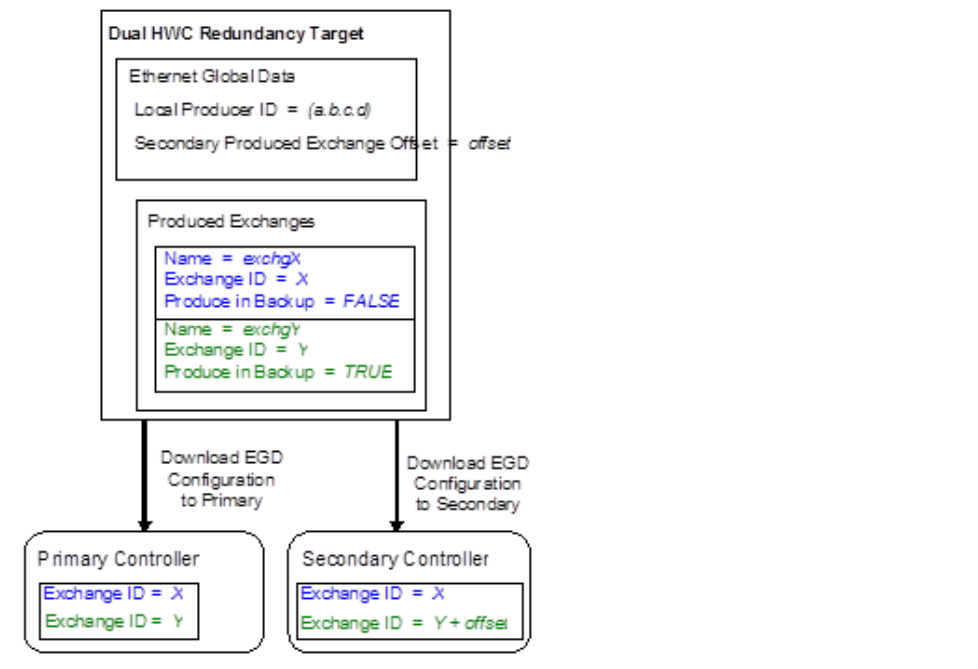 Dual HWC Redundancy Target
Ethernet Global Data
Local Producer ID = (a.b.c.d)
Secondary Produced Exchange Offset = offset
Produced Exchanges
Name = exchgX
Exchange ID = X
Produce in Backup = FALSE
Name = exchgY
Exchange ID = Y
Produce in Backup = TRUE
Download EGD
Configuration
to Primary
Download EGD
Configuration
to Secondary
Primary Controller
Exchange ID = X
Exchange ID = Y
Secondary Controller
Exchange ID = X
Exchange ID = Y + offset